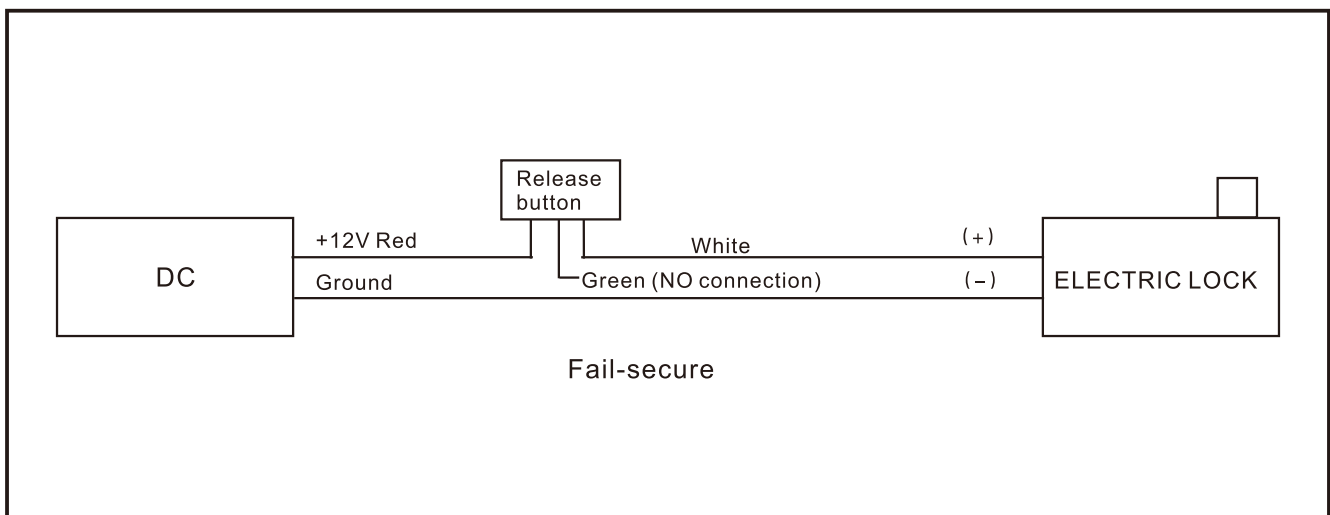 Release
button
+12V Red
White
(+)
DC
Ground
Green (NO connection)
(-)
ELECTRIC LOCK
Fail-secure